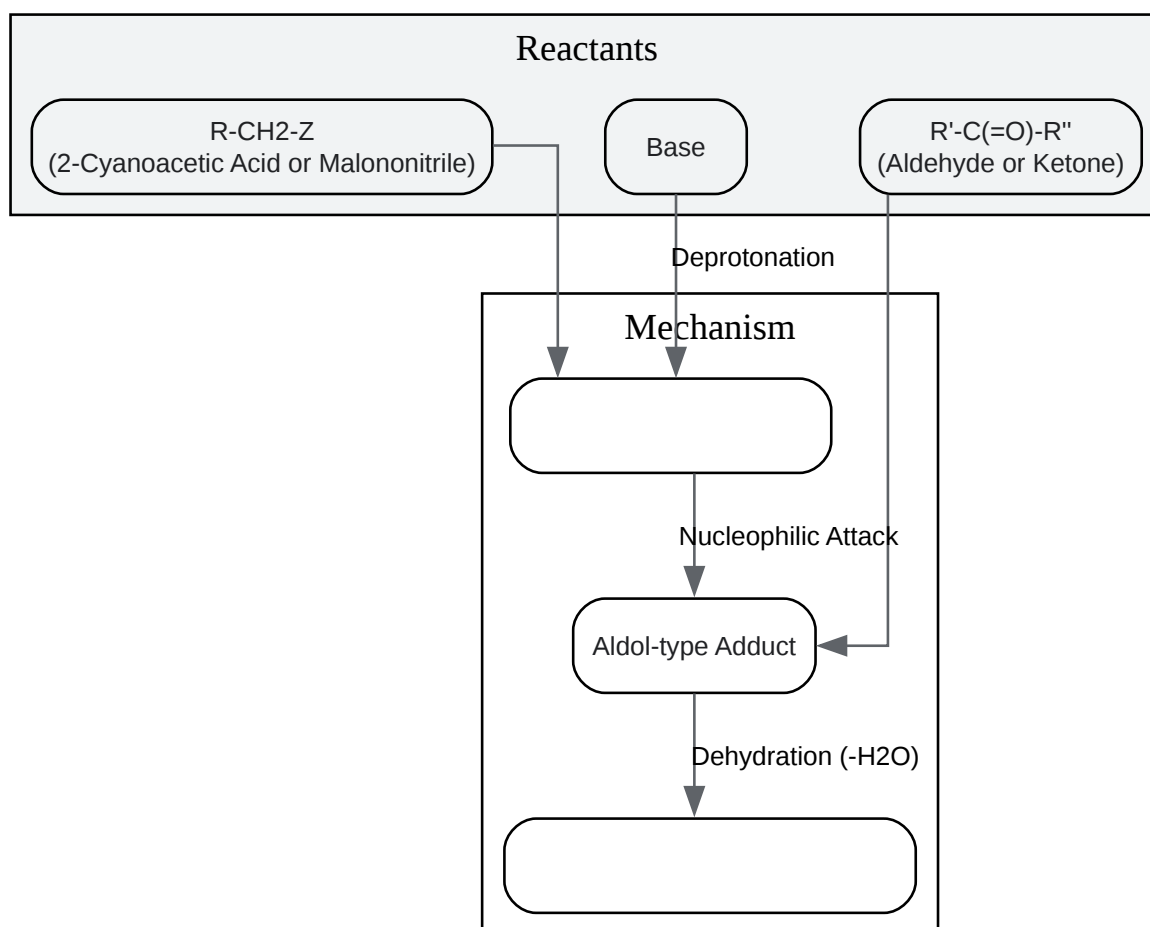 Reactants
R-CH2-Z
(2-Cyanoacetic Acid or Malononitrile)
Base
R'-C(=O)-R"
(Aldehyde or Ketone)
Deprotonation
Mechanism
Nucleophilic Attack
Aldol-type Adduct
Dehydration (-H2O)